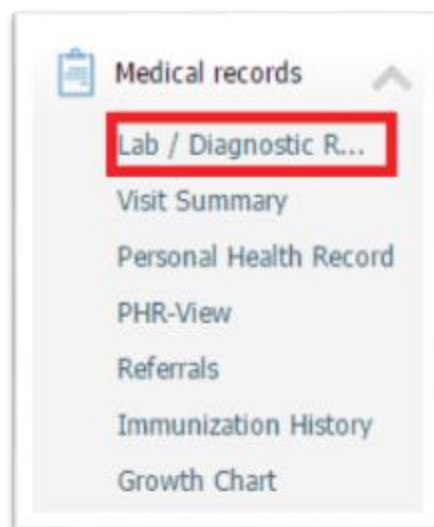 Medical records
Lab / Diagnostic R...
Visit Summary
Personal Health Record
PHR-View
Referrals
Immunization History
Growth Chart